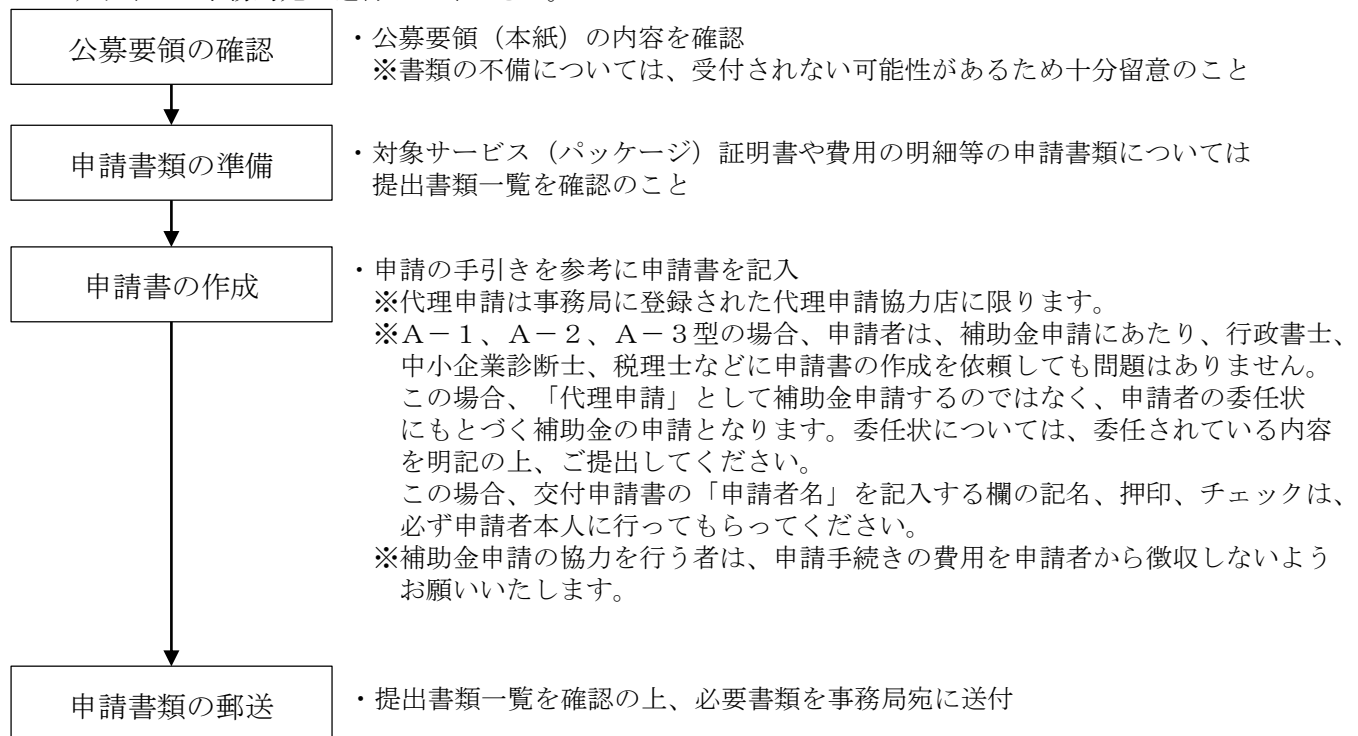 公募要領の確認
・公募要領（本紙）の内容を確認
※書類の不備については、受付されない可能性があるため十分留意のこと
申請書類の準備
・対象サービス（パッケージ）証明書や費用の明細等の申請書類については
提出書類一覧を確認のこと
申請書の作成
・申請の手引きを参考に申請書を記入
※代理申請は事務局に登録された代理申請協力店に限ります。
※Ａ－１、Ａ－２、Ａ－３型の場合、申請者は、補助金申請にあたり、行政書士、
中小企業診断士、税理士などに申請書の作成を依頼しても問題はありません。
この場合、「代理申請」として補助金申請するのではなく、申請者の委任状
にもとづく補助金の申請となります。委任状については、委任されている内容
を明記の上、ご提出してください。
この場合、交付申請書の「申請者名」を記入する欄の記名、押印、チェックは、
必ず申請者本人に行ってもらってください。
※補助金申請の協力を行う者は、申請手続きの費用を申請者から徴収しないよう
お願いいたします。
申請書類の郵送
・提出書類一覧を確認の上、必要書類を事務局宛に送付